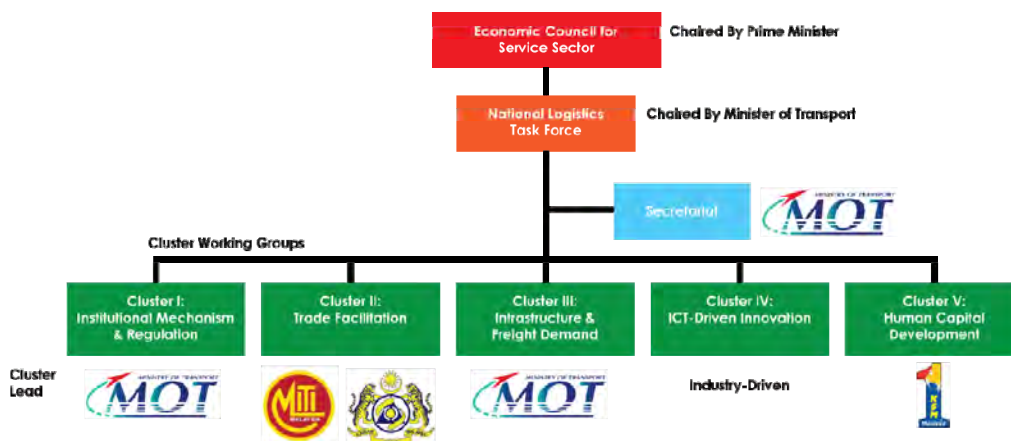 Economic Council for
Service Sector
Chaired By Prime Minister
National Logistics
Task Force
Chaired By Minister of Transport
Secretariat
MINISTRY OF TRANSPORT
MOT
Cluster Working Groups
Cluster I:
Institutional Mechanism
& Regulation
Cluster II:
Trade Facilitation
Cluster III:
Infrastructure &
Freight Demand
Cluster IV:
ICT-Driven Innovation
Cluster V:
Human Capital
Development
Cluster
Lead
MINISTRY OF TRANSPORT
MOT
MITI
MALAYSIA
MINISTRY OF TRANSPORT
MOT
Industry-Driven
1
KSM